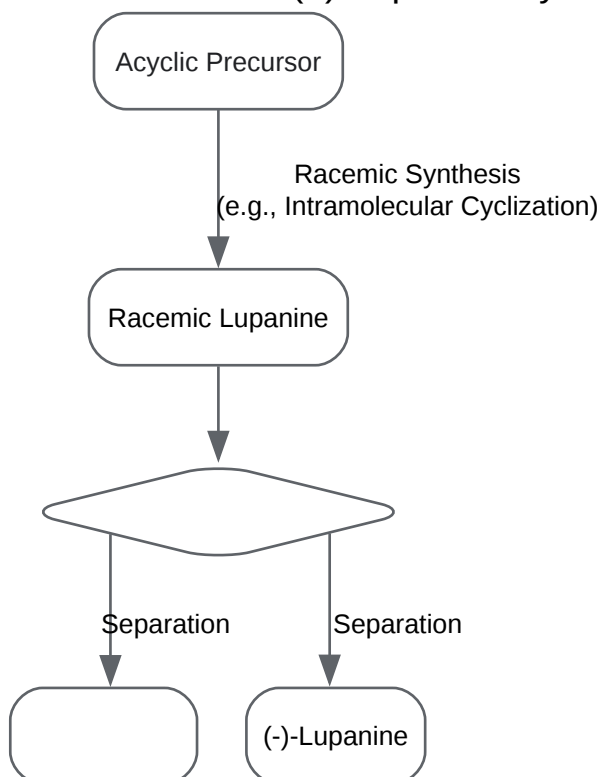 Acyclic Precursor
Racemic Synthesis
(e.g., Intramolecular Cyclization)
Racemic Lupanine
Separation
Separation
(-)-Lupanine